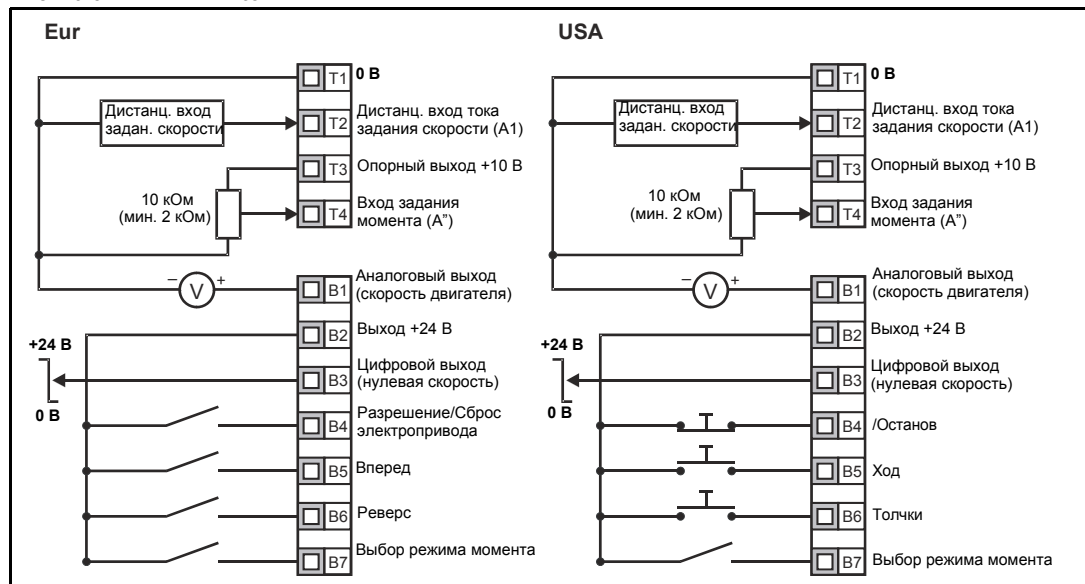 Eur
T1
0 В
Дистанц. вход
задан. скорости
T2
Дистанц. вход тока
задания скорости (А1)
T3
Опорный выход +10 В
10 кОм
(мин. 2 кОм)
T4
Вход задания
момента (А”)
– V +
B1
Аналоговый выход
(скорость двигателя)
B2
Выход +24 В
+24 В
0 В
B3
Цифровой выход
(нулевая скорость)
B4
Разрешение/Сброс
электропривода
B5
Вперед
B6
Реверс
B7
Выбор режима момента
USA
T1
0 В
Дистанц. вход
задан. скорости
T2
Дистанц. вход тока
задания скорости (А1)
T3
Опорный выход +10 В
10 кОм
(мин. 2 кОм)
T4
Вход задания
момента (А”)
– V +
B1
Аналоговый выход
(скорость двигателя)
B2
Выход +24 В
+24 В
0 В
B3
Цифровой выход
(нулевая скорость)
B4
/Останов
B5
Ход
B6
Толчки
B7
Выбор режима момента